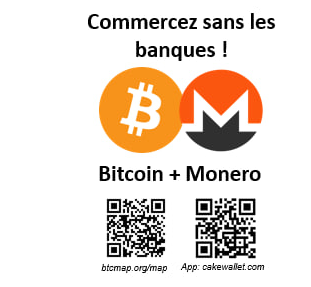 Commercez sans les
banques !
Bitcoin + Monero
btcmap.org/map
App: cakewallet.com